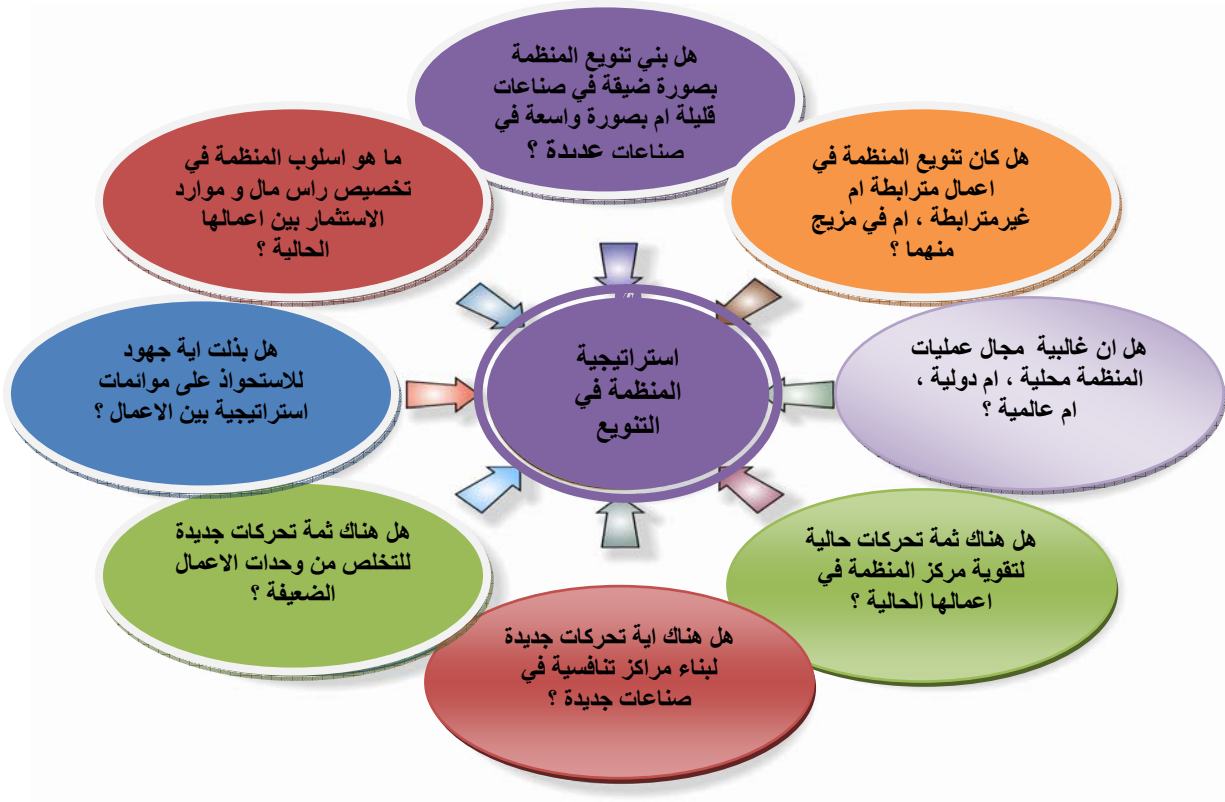 هل بني تنويع المنظمة
بصورة ضيقة في صناعات
قليلة ام بصورة واسعة في
صناعات عديدة ؟
هل كان تنويع المنظمة في
اعمال مترابطة ام
غيرمترابطة ، ام في مزيج
منهما ؟
هل ان غالبية مجال عمليات
المنظمة محلية ، ام دولية ،
ام عالمية ؟
هل هناك ثمة تحركات حالية
لتقوية مركز المنظمة في
اعمالها الحالية ؟
هل هناك اية تحركات جديدة
لبناء مراكز تنافسية في
صناعات جديدة ؟
هل هناك ثمة تحركات جديدة
للتخلص من وحدات الاعمال
الضعيفة ؟
هل بذلت اية جهود
للاستحواذ على موائمات
استراتيجية بين الاعمال ؟
ما هو اسلوب المنظمة في
تخصيص راس مال و موارد
الاستثمار بين اعمالها
الحالية ؟
استراتيجية
المنظمة في
التنويع